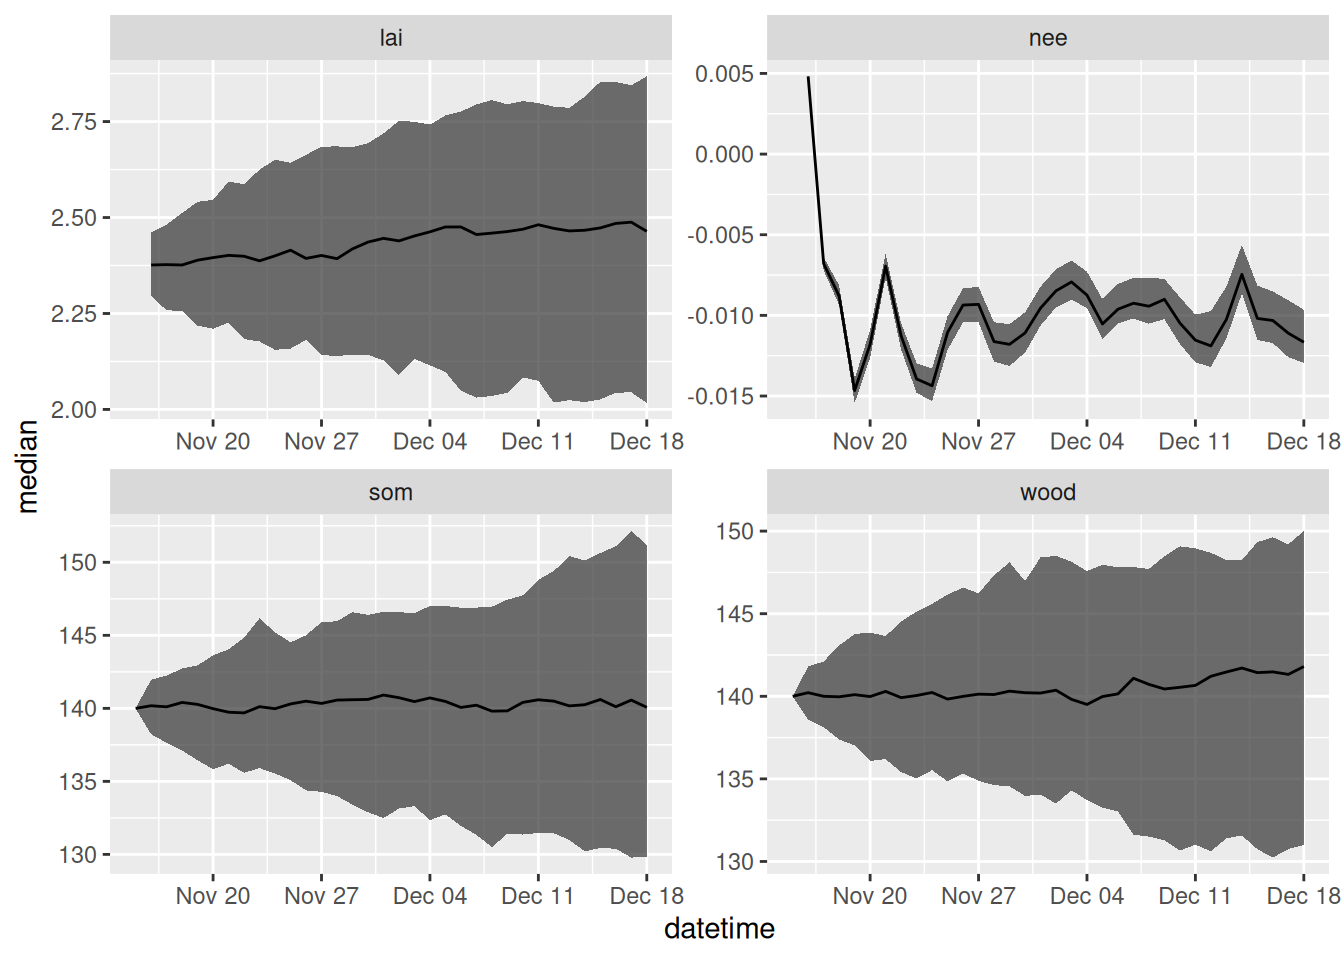 lai
2.75
2.50
2.25
2.00
Nov 20 Nov 27 Dec 04 Dec 11 Dec 18
nee
0.005
0.000
-0.005
-0.010
-0.015
Nov 20 Nov 27 Dec 04 Dec 11 Dec 18
median
som
150
145
140
135
130
Nov 20 Nov 27 Dec 04 Dec 11 Dec 18
wood
150
145
140
135
130
Nov 20 Nov 27 Dec 04 Dec 11 Dec 18
datetime